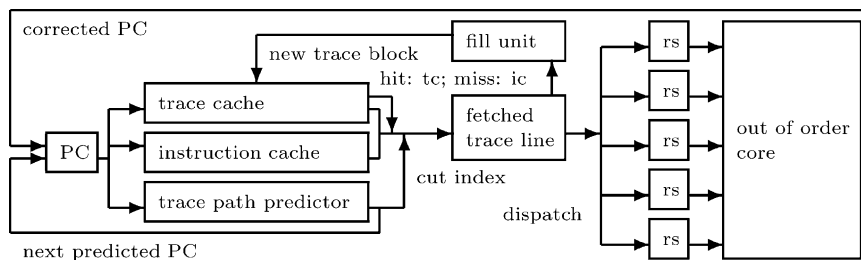 corrected PC
fill unit
rs
new trace block
hit: tc; miss: ic
rs
trace cache
fetched
trace line
rs
out of order
core
PC
instruction cache
cut index
rs
trace path predictor
dispatch
rs
next predicted PC